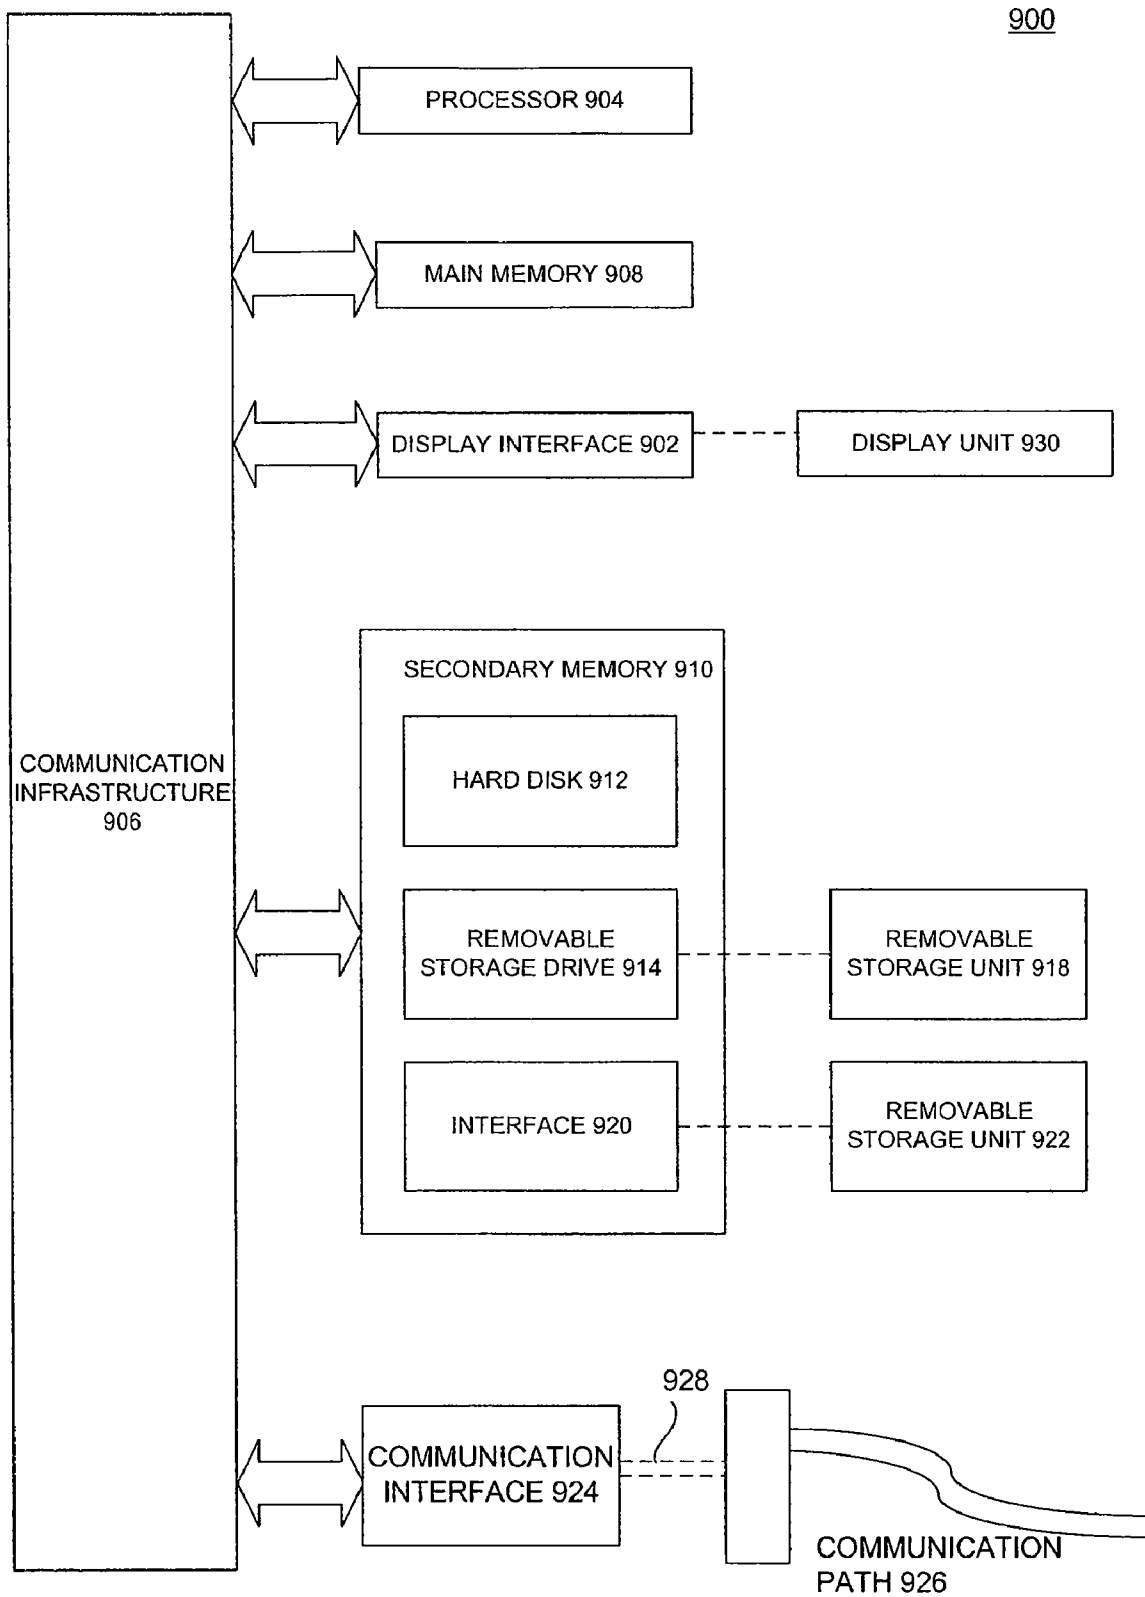 900
PROCESSOR 904
MAIN MEMORY 908
DISPLAY INTERFACE 902
DISPLAY UNIT 930
SECONDARY MEMORY 910
HARD DISK 912
COMMUNICATION
INFRASTRUCTURE
906
REMOVABLE
STORAGE DRIVE 914
REMOVABLE
STORAGE UNIT 918
INTERFACE 920
REMOVABLE
STORAGE UNIT 922
928
COMMUNICATION
INTERFACE 924
COMMUNICATION
PATH 926